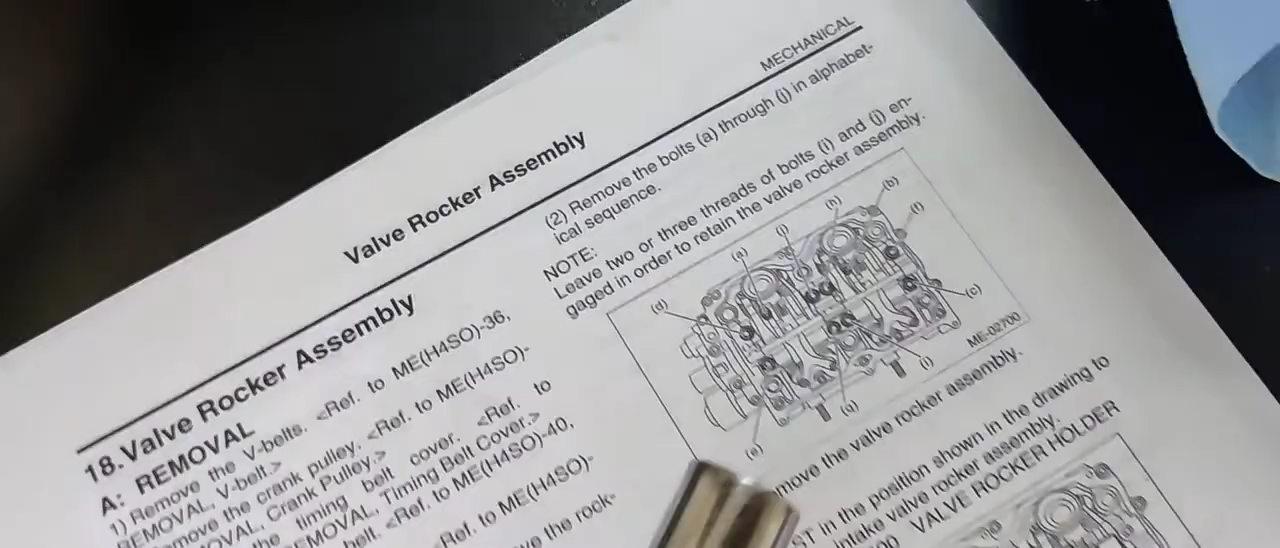 Valve Rocker Assembly
MECHANICAL
18. Valve Rocker Assembly
A: REMOVAL
1) Remove the V-belts. <Ref. to ME(H4SO)-36,
REMOVAL, V-belt.>
move the crank pulley. <Ref. to ME(H4SO)-
OVAL, Crank Pulley.>
the timing belt cover. <Ref. to
EMOVAL, Timing Belt Cover.>
belt. <Ref. to ME(H4SO)-40,
Ref. to ME(H4SO)-
ve the rock-
(2) Remove the bolts (a) through (j) in alphabet-
ical sequence.
NOTE:
Leave two or three threads of bolts (i) and (j) en-
gaged in order to retain the valve rocker assembly.
(b)
(h)
(f)
(j)
(d)
(c)
(i)
(g)
(e)
ME-02700
move the valve rocker assembly.
ST in the position shown in the drawing to
intake valve rocker assembly.
00 VALVE ROCKER HOLDER